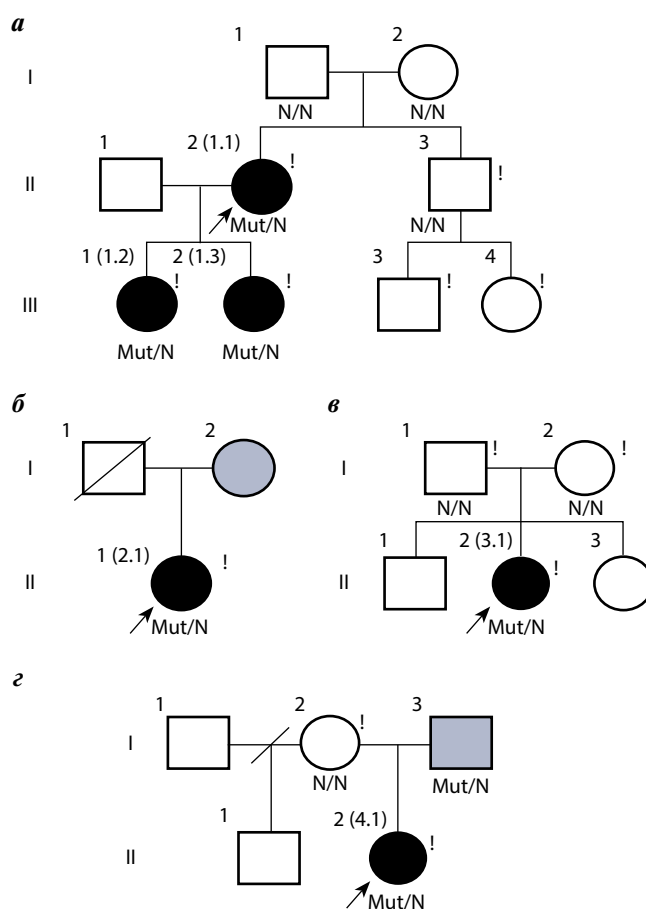 а
1 2
I
N/N N/N
1 2 (1.1) 3
II ! !
Mut/N N/N
1 (1.2) 2 (1.3) 3 4
III ! ! ! !
Mut/N Mut/N
б
1 2
I
1 (2.1) !
II
Mut/N
в
1 2
I ! !
N/N N/N
1 2 (3.1) 3
II !
Mut/N
г
1 2 3
I !
N/N Mut/N
1 2 (4.1)
II !
Mut/N